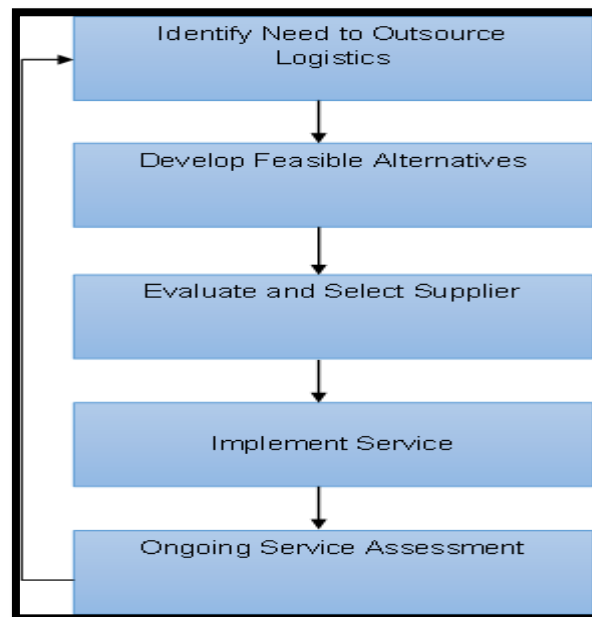 Identify Need to Outsource
Logistics
Develop Feasible Alternatives
Evaluate and Select Supplier
Implement Service
Ongoing Service Assessment